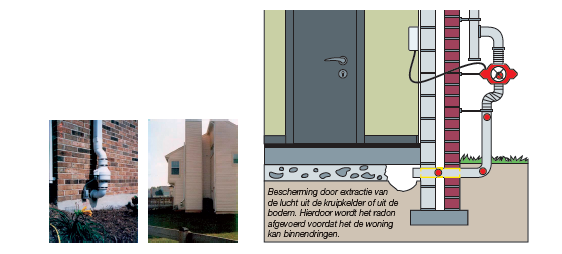 Bescherming door extractie van
de lucht uit de kruipkelder of uit de
bodem. Hierdoor wordt het radon
afgevoerd voordat het de woning
kan binnendringen.